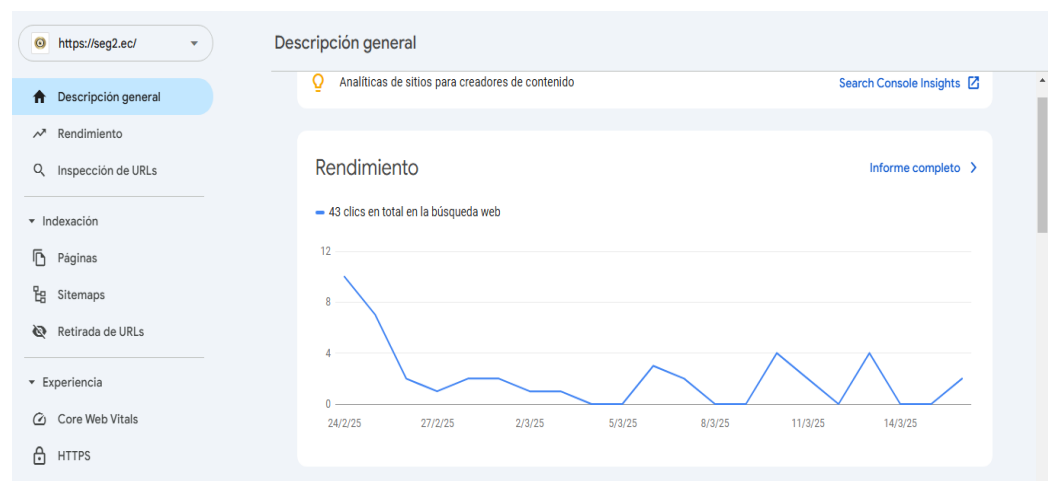 https://seg2.ec/
Descripción general
Descripción general
Rendimiento
Inspección de URLs
Indexación
Páginas
Sitemaps
Retirada de URLs
Experiencia
Core Web Vitals
HTTPS
Analíticas de sitios para creadores de contenido
Search Console Insights
Rendimiento
Informe completo
43 clics en total en la búsqueda web
12
8
4
0
24/2/25 27/2/25 2/3/25 5/3/25 8/3/25 11/3/25 14/3/25